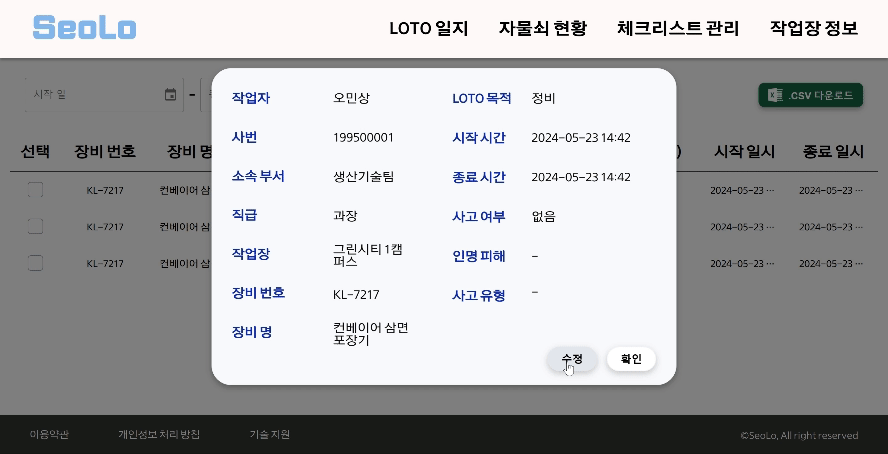 SeoLo
LOTO 일지 자물쇠 현황 체크리스트 관리 작업장 정보
시작 일 -
.CSV 다운로드
선택 장비 번호 장비 명 시작 일시 종료 일시
KL-7217 컨베이어 삼 2024-05-23 ··· 2024-05-23 ···
KL-7217 컨베이어 삼 2024-05-23 ··· 2024-05-23 ···
KL-7217 컨베이어 삼 2024-05-23 ··· 2024-05-23 ···
작업자 오민상
사번 199500001
소속 부서 생산기술팀
직급 과장
작업장 그린시티 1캠
퍼스
장비 번호 KL-7217
장비 명 컨베이어 삼면
포장기
LOTO 목적 정비
시작 시간 2024-05-23 14:42
종료 시간 2024-05-23 14:42
사고 여부 없음
인명 피해 -
사고 유형 -
수정 확인
이용약관 개인정보 처리 방침 기술 지원
©SeoLo, All right reserved